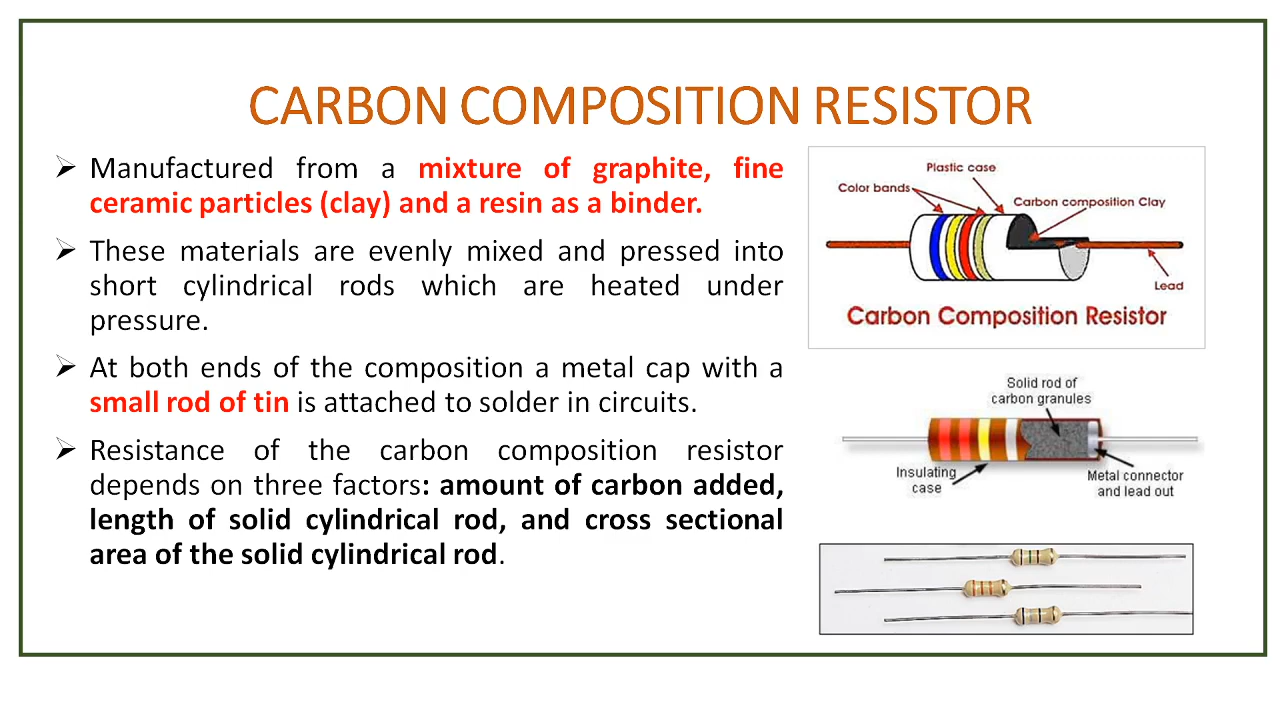 CARBON COMPOSITION RESISTOR
➢ Manufactured from a mixture of graphite, fine
ceramic particles (clay) and a resin as a binder.
➢ These materials are evenly mixed and pressed into
short cylindrical rods which are heated under
pressure.
➢ At both ends of the composition a metal cap with a
small rod of tin is attached to solder in circuits.
➢ Resistance of the carbon composition resistor
depends on three factors: amount of carbon added,
length of solid cylindrical rod, and cross sectional
area of the solid cylindrical rod.
Plastic case
Color bands
Carbon composition Clay
Lead
Carbon Composition Resistor
Solid rod of
carbon granules
Insulating
case
Metal connector
and lead out